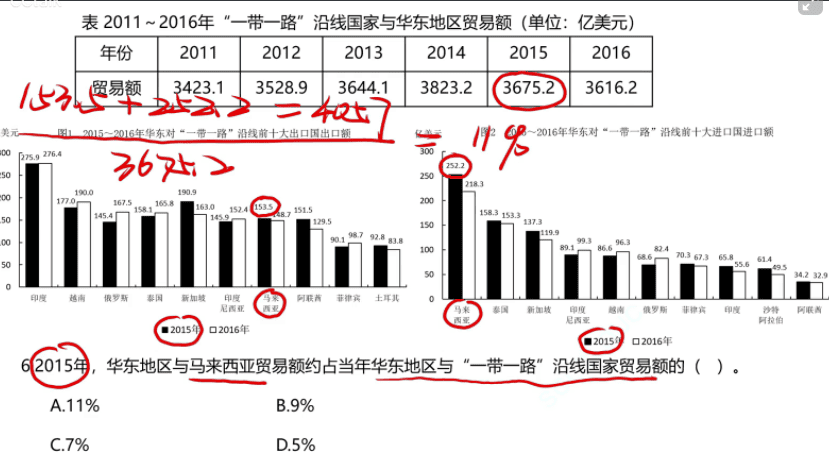 表 2011～2016年“一带一路”沿线国家与华东地区贸易额（单位：亿美元）
年份 2011 2012 2013 2014 2015 2016
贸易额 3423.1 3528.9 3644.1 3823.2 3675.2 3616.2
153.5 + 252.2 = 405.7
3675.2
= 11%
美元
图1 2015～2016年华东对“一带一路”沿线前十大出口国出口额
300
250
200
150
100
50
0
275.9 276.4 177.0 190.0 145.4 167.5 158.1 165.8 190.9 163.0 145.9 152.4 153.5 148.7 151.5 129.5 90.1 98.7 92.8 83.8
印度 越南 俄罗斯 泰国 新加坡 印度尼西亚 马来西亚 阿联酋 菲律宾 土耳其
2015年 2016年
亿美元
图2 2015～2016年华东对“一带一路”沿线前十大进口国进口额
300
250
200
150
100
50
0
252.2 218.3 158.3 153.3 137.3 119.9 89.1 99.3 86.6 96.3 68.6 82.4 70.3 67.3 65.8 55.6 61.4 49.5 34.2 32.9
马来西亚 泰国 新加坡 印度尼西亚 越南 俄罗斯 菲律宾 印度 沙特阿拉伯 阿联酋
2015年 2016年
6.2015年，华东地区与马来西亚贸易额约占当年华东地区与“一带一路”沿线国家贸易额的（ ）。
A.11% B.9%
C.7% D.5%